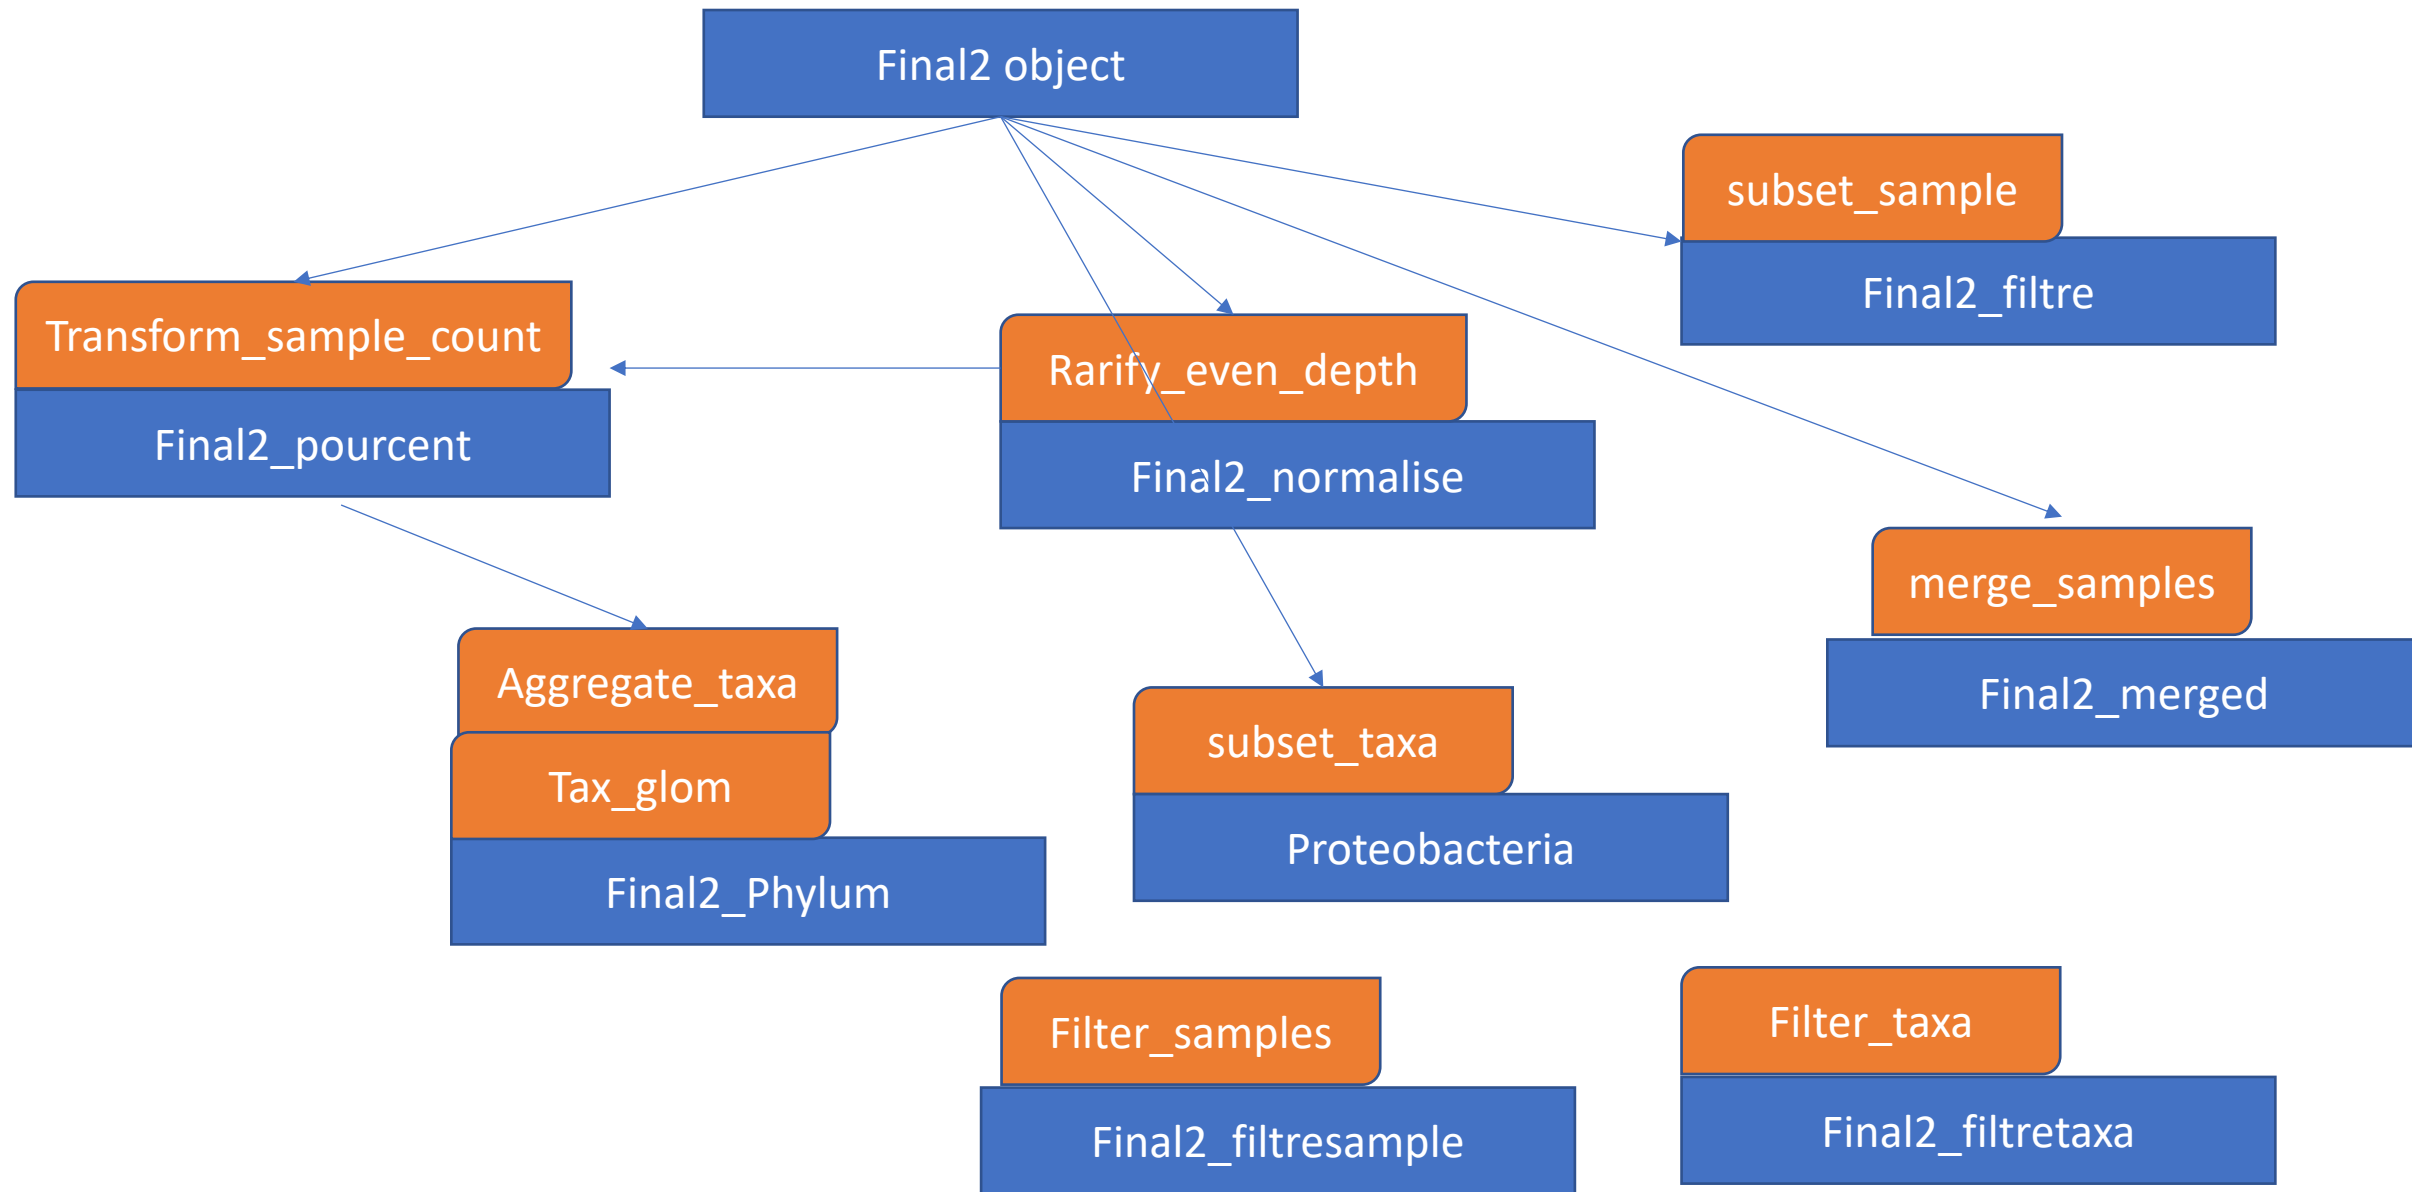 Final2 object
subset_sample
Final2_filtre
Transform_sample_count
Final2_pourcent
Rarify_even_depth
Final2_normalise
merge_samples
Final2_merged
Aggregate_taxa
Tax_glom
Final2_Phylum
subset_taxa
Proteobacteria
Filter_samples
Final2_filtresample
Filter_taxa
Final2_filtretaxa